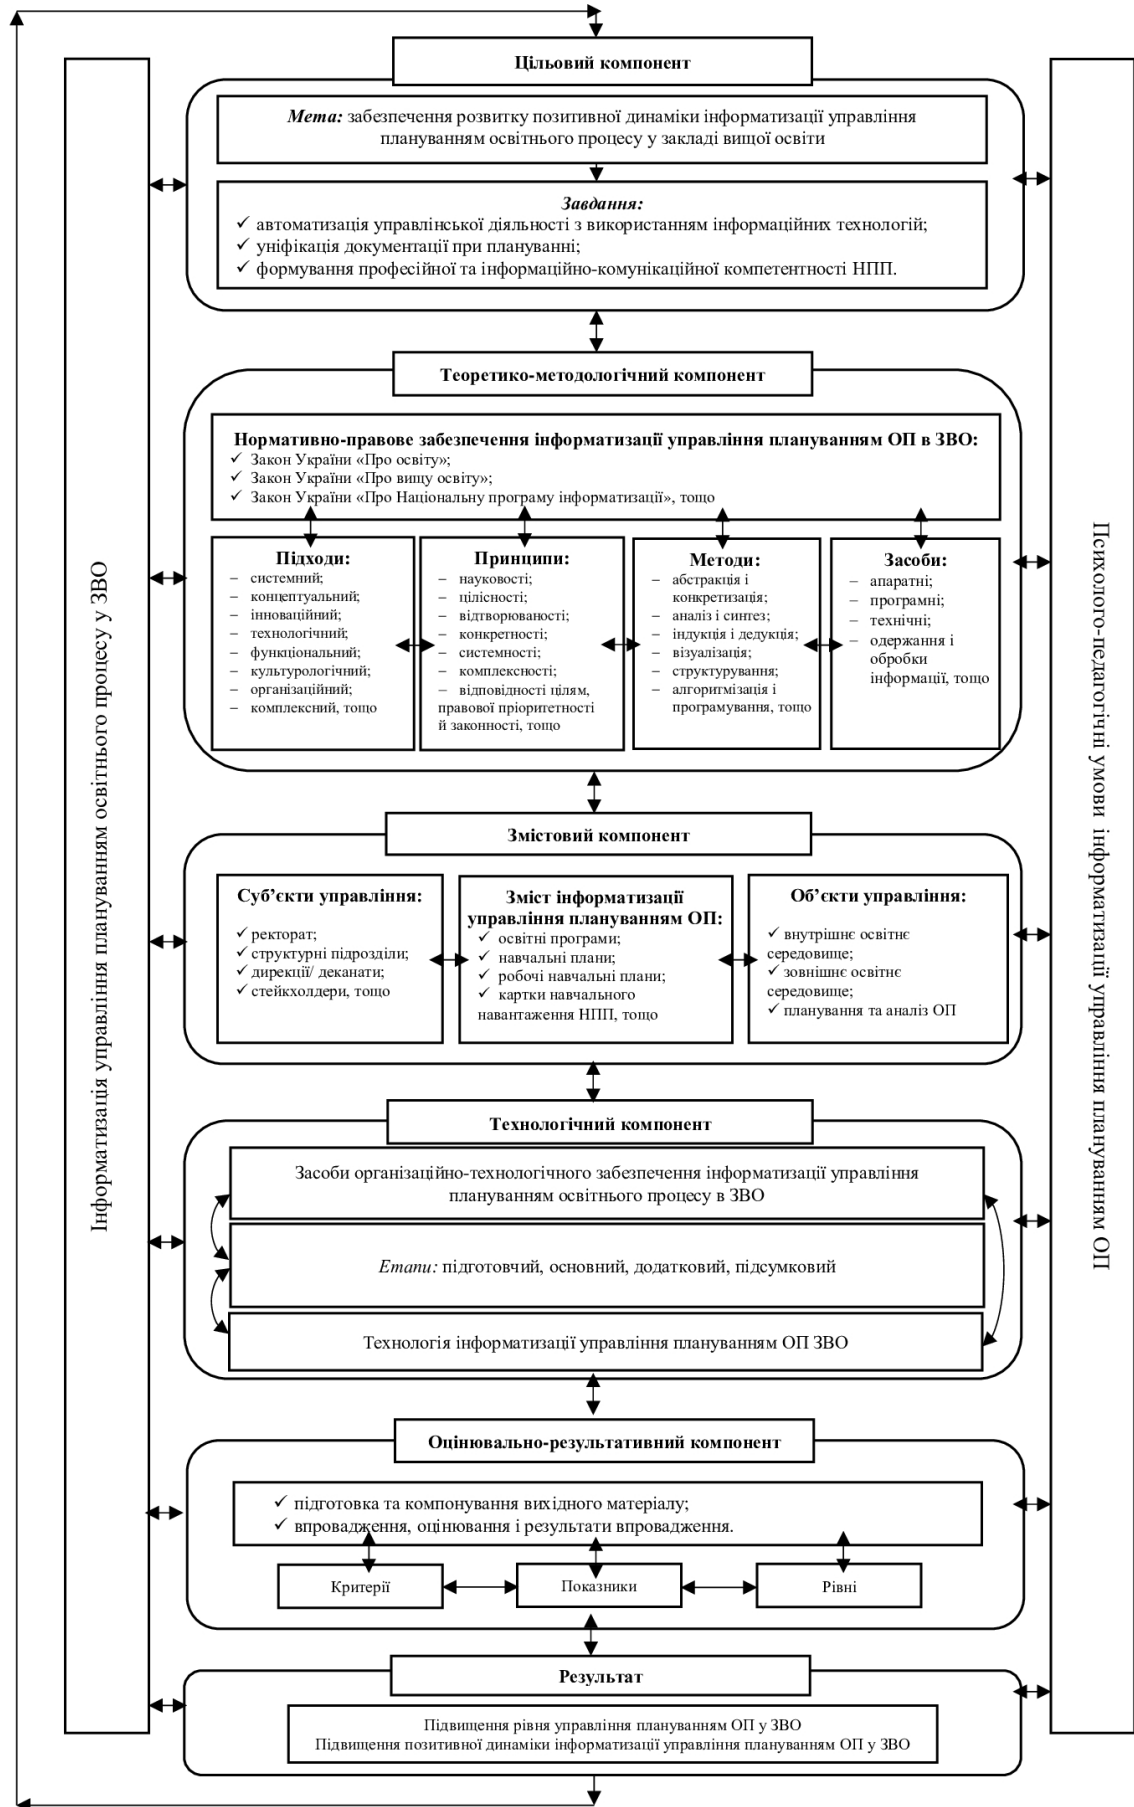 Цільовий компонент
Мета: забезпечення розвитку позитивної динаміки інформатизації управління
плануванням освітнього процесу у закладі вищої освіти
Завдання:
✓ автоматизація управлінської діяльності з використанням інформаційних технологій;
✓ уніфікація документації при плануванні;
✓ формування професійної та інформаційно-комунікаційної компетентності НПП.
Інформатизація управління плануванням освітнього процесу у ЗВО
Психолого-педагогічні умови інформатизації управління плануванням ОП
Теоретико-методологічний компонент
Нормативно-правове забезпечення інформатизації управління плануванням ОП в ЗВО:
✓ Закон України «Про освіту»;
✓ Закон України «Про вищу освіту»;
✓ Закон України «Про Національну програму інформатизації», тощо
Підходи:
– системний;
– концептуальний;
– інноваційний;
– технологічний;
– функціональний;
– культурологічний;
– організаційний;
– комплексний, тощо
Принципи:
– науковості;
– цілісності;
– відтворюваності;
– конкретності;
– системності;
– комплексності;
– відповідності цілям,
правової пріоритетності
й законності, тощо
Методи:
– абстракція і
конкретизація;
– аналіз і синтез;
– індукція і дедукція;
– візуалізація;
– структурування;
– алгоритмізація і
програмування, тощо
Засоби:
– апаратні;
– програмні;
– технічні;
– одержання і
обробки
інформації, тощо
Змістовий компонент
Суб’єкти управління:
✓ ректорат;
✓ структурні підрозділи;
✓ дирекції/ деканати;
✓ стейкхолдери, тощо
Зміст інформатизації
управління плануванням ОП:
✓ освітні програми;
✓ навчальні плани;
✓ робочі навчальні плани;
✓ картки навчального
навантаження НПП, тощо
Об’єкти управління:
✓ внутрішнє освітнє
середовище;
✓ зовнішнє освітнє
середовище;
✓ планування та аналіз ОП
Технологічний компонент
Засоби організаційно-технологічного забезпечення інформатизації управління
плануванням освітнього процесу в ЗВО
Етапи: підготовчий, основний, додатковий, підсумковий
Технологія інформатизації управління плануванням ОП ЗВО
Оцінювально-результативний компонент
✓ підготовка та компонування вихідного матеріалу;
✓ впровадження, оцінювання і результати впровадження.
Критерії
Показники
Рівні
Результат
Підвищення рівня управління плануванням ОП у ЗВО
Підвищення позитивної динаміки інформатизації управління плануванням ОП у ЗВО